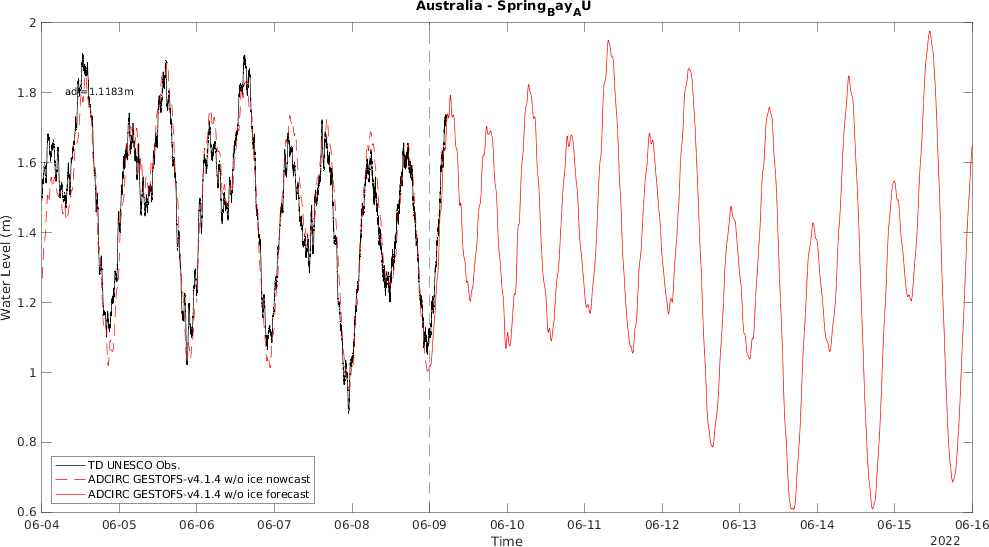 Australia - SpringBayAU
2
1.8
1.6
1.4
1.2
1
0.8
0.6
Water Level (m)
adj=1.1183m
TD UNESCO Obs.
ADCIRC GESTOFS-v4.1.4 w/o ice nowcast
ADCIRC GESTOFS-v4.1.4 w/o ice forecast
06-04 06-05 06-06 06-07 06-08 06-09 06-10 06-11 06-12 06-13 06-14 06-15 06-16
Time
2022